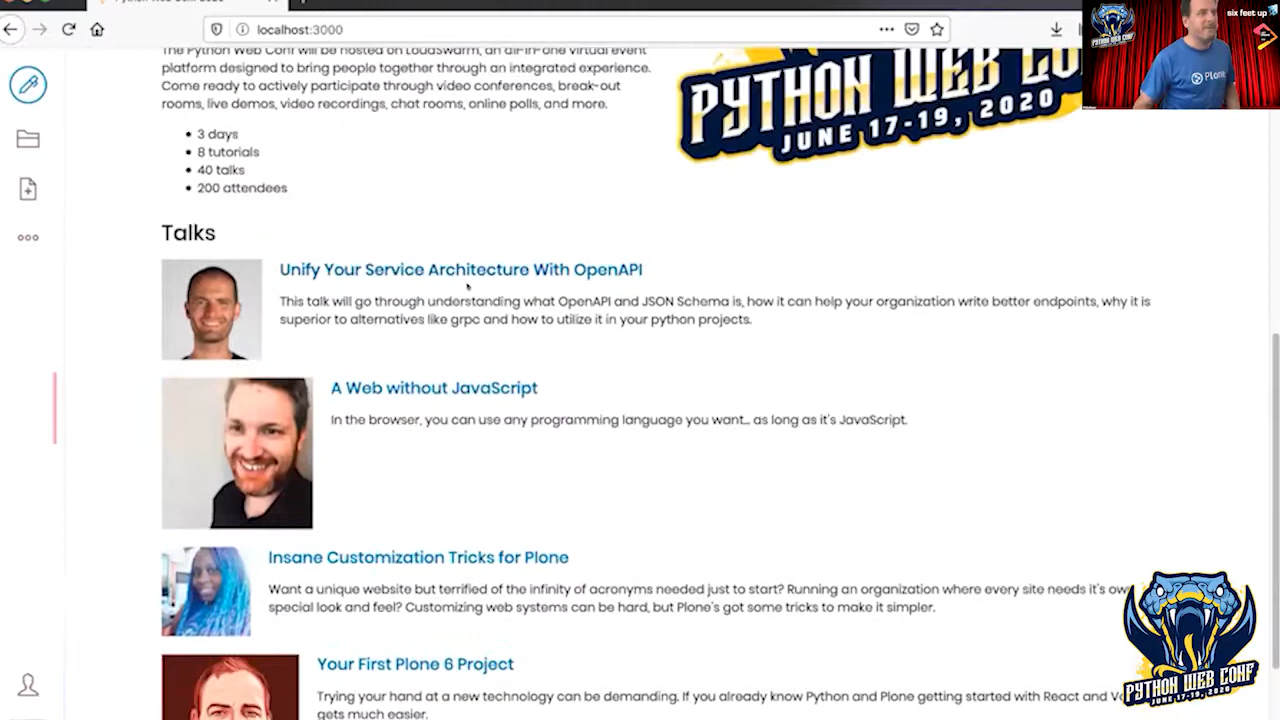 localhost:3000
six feet up
Plone
The Python Web Conf will be hosted on LoudSwarm, an all-in-one virtual event
platform designed to bring people together through an integrated experience.
Come ready to actively participate through video conferences, break-out
rooms, live demos, video recordings, chat rooms, online polls, and more.
PYTHON WEB CONF
JUNE 17-19, 2020
3 days
8 tutorials
40 talks
200 attendees
Talks
Unify Your Service Architecture With OpenAPI
This talk will go through understanding what OpenAPI and JSON Schema is, how it can help your organization write better endpoints, why it is
superior to alternatives like grpc and how to utilize it in your python projects.
A Web without JavaScript
In the browser, you can use any programming language you want... as long as it's JavaScript.
Insane Customization Tricks for Plone
Want a unique website but terrified of the infinity of acronyms needed just to start? Running an organization where every site needs it's own
special look and feel? Customizing web systems can be hard, but Plone's got some tricks to make it simpler.
Your First Plone 6 Project
Trying your hand at a new technology can be demanding. If you already know Python and Plone getting started with React and
gets much easier.
PYTHON WEB CONF
JUNE 17-19, 2020